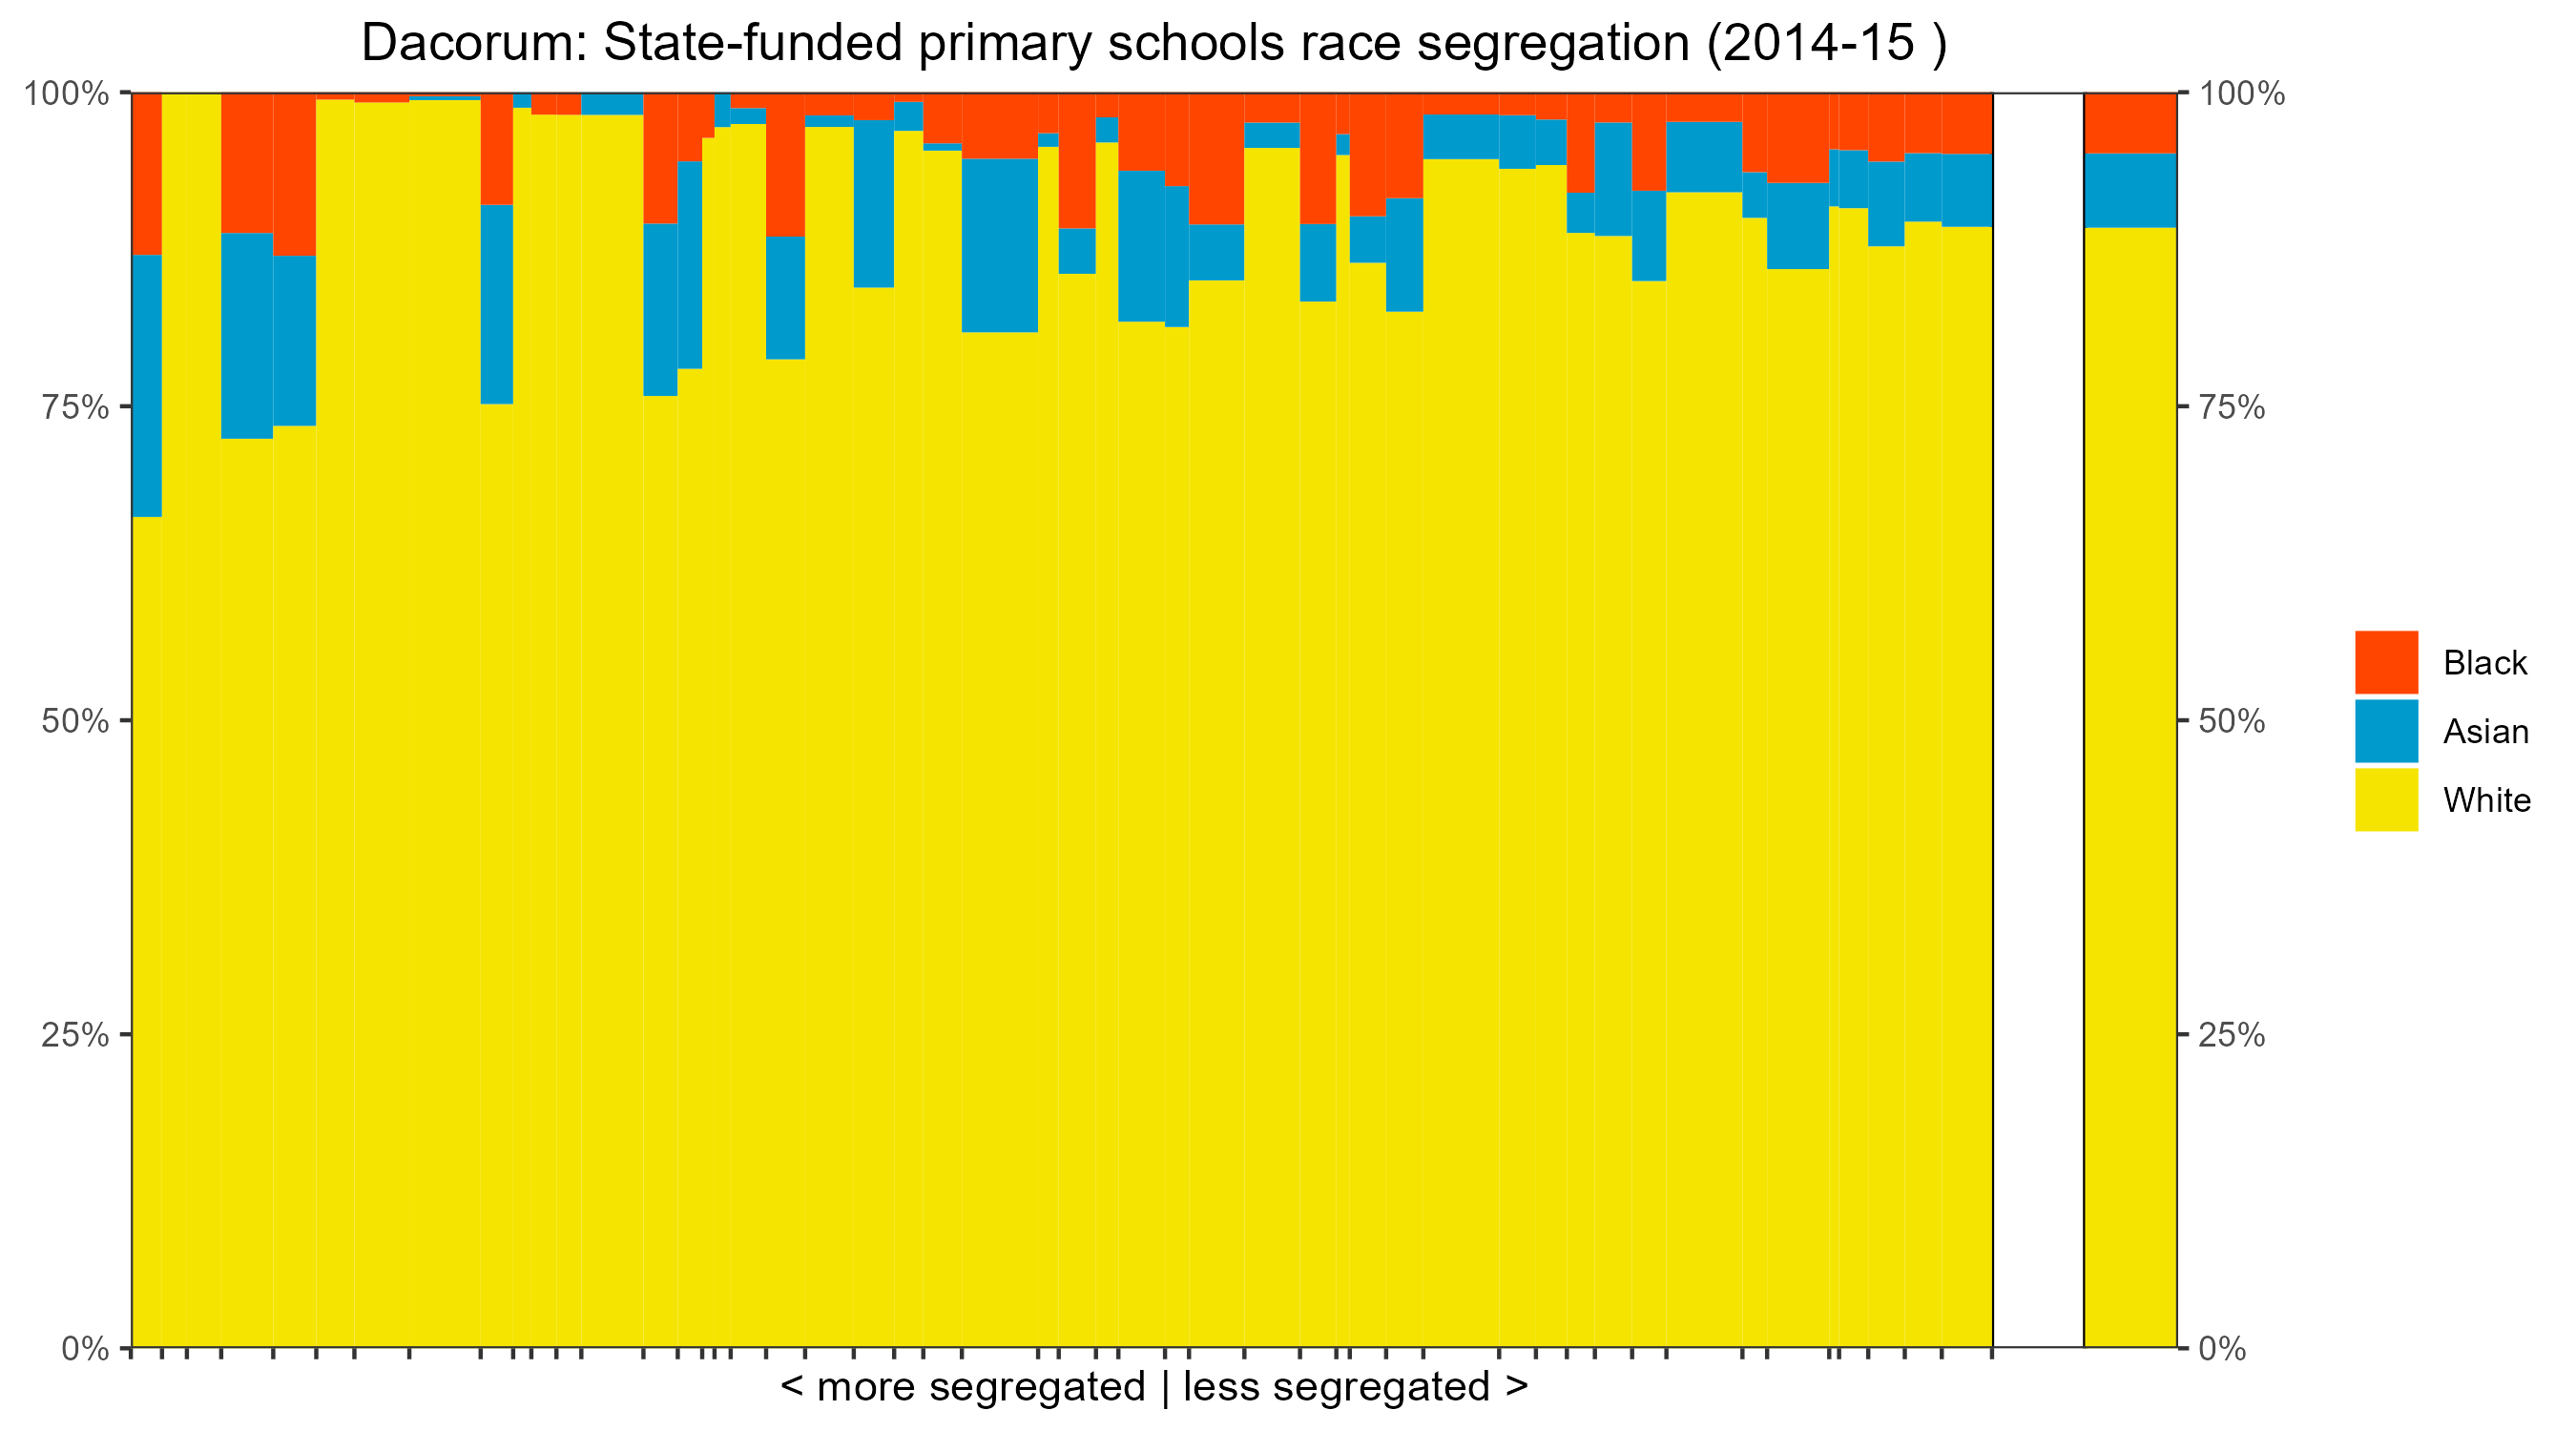 Dacorum: State-funded primary schools race segregation (2014-15 )
100%
75%
50%
25%
0%
100%
75%
50%
25%
0%
Black
Asian
White
< more segregated | less segregated >